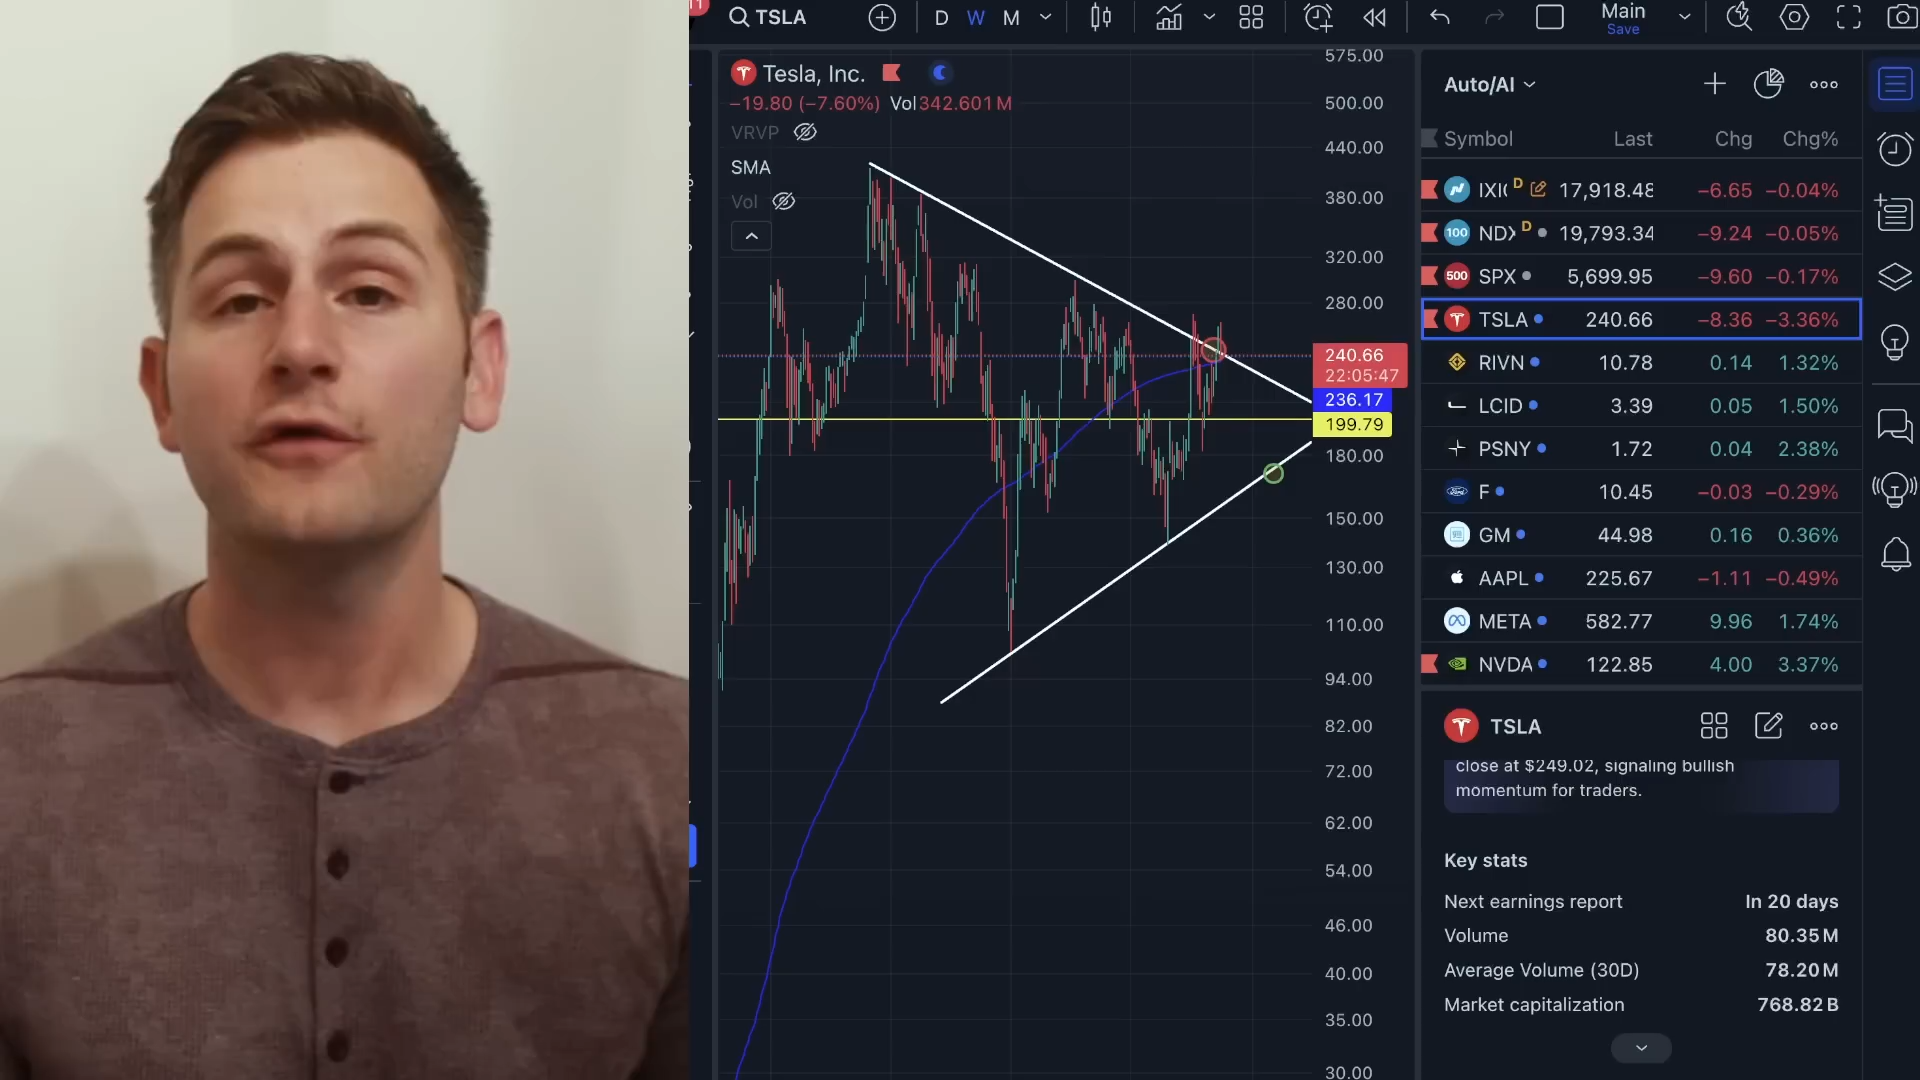 11
TSLA
D W M
Main
Save
Tesla, Inc.
−19.80 (−7.60%) Vol 342.601 M
VRVP
SMA
Vol
575.00
500.00
440.00
380.00
320.00
280.00
240.66
22:05:47
236.17
199.79
180.00
150.00
130.00
110.00
94.00
82.00
72.00
62.00
54.00
46.00
40.00
35.00
30.00
Auto/AI
Symbol Last Chg Chg%
D 17,918.48 −6.65 −0.04%
100 D 19,793.34 −9.24 −0.05%
500 SPX 5,699.95 −9.60 −0.17%
TSLA 240.66 −8.36 −3.36%
RIVN 10.78 0.14 1.32%
LCID 3.39 0.05 1.50%
PSNY 1.72 0.04 2.38%
F 10.45 −0.03 −0.29%
GM 44.98 0.16 0.36%
AAPL 225.67 −1.11 −0.49%
META 582.77 9.96 1.74%
NVDA 122.85 4.00 3.37%
TSLA
close at $249.02, signaling bullish
momentum for traders.
Key stats
Next earnings report In 20 days
Volume 80.35 M
Average Volume (30D) 78.20 M
Market capitalization 768.82 B